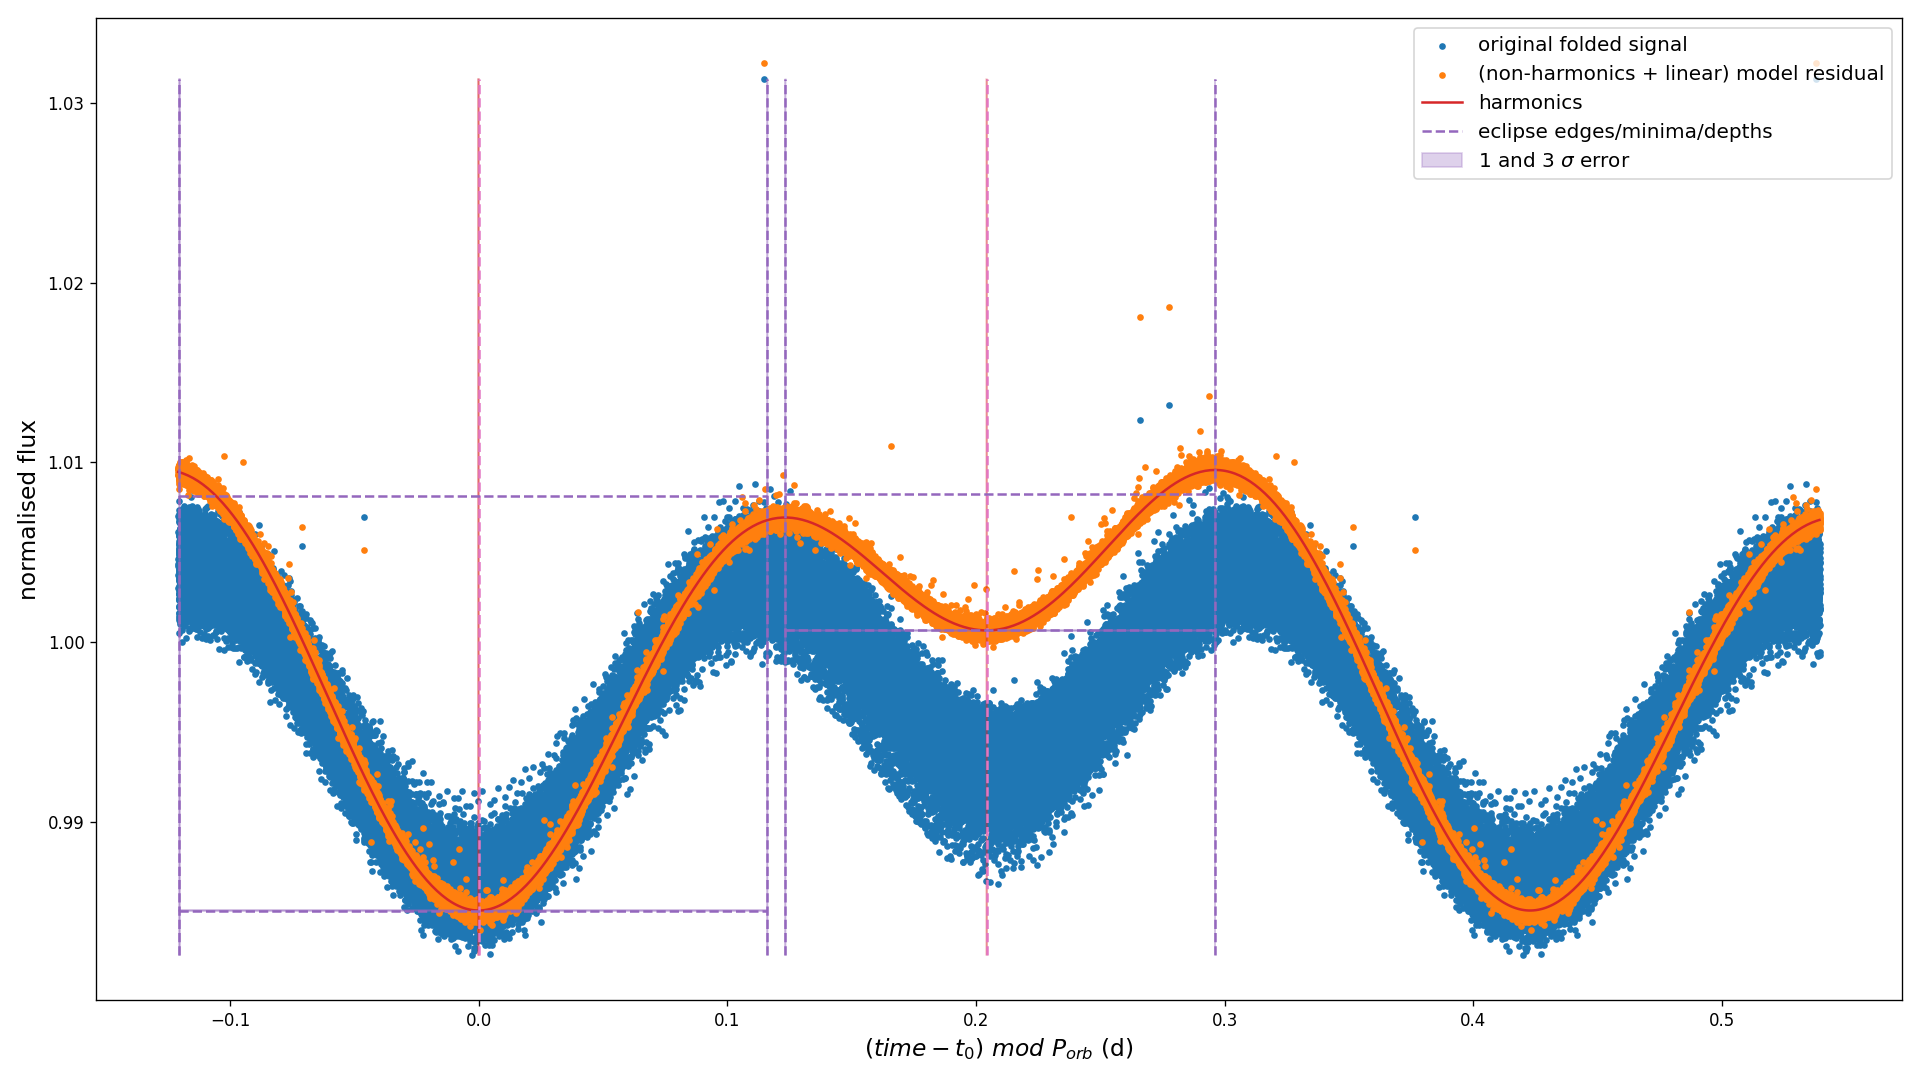 original folded signal
(non-harmonics + linear) model residual
harmonics
eclipse edges/minima/depths
1 and 3 σ error
normalised flux
1.03
1.02
1.01
1.00
0.99
−0.1 0.0 0.1 0.2 0.3 0.4 0.5
(time − t₀) mod P_orb (d)